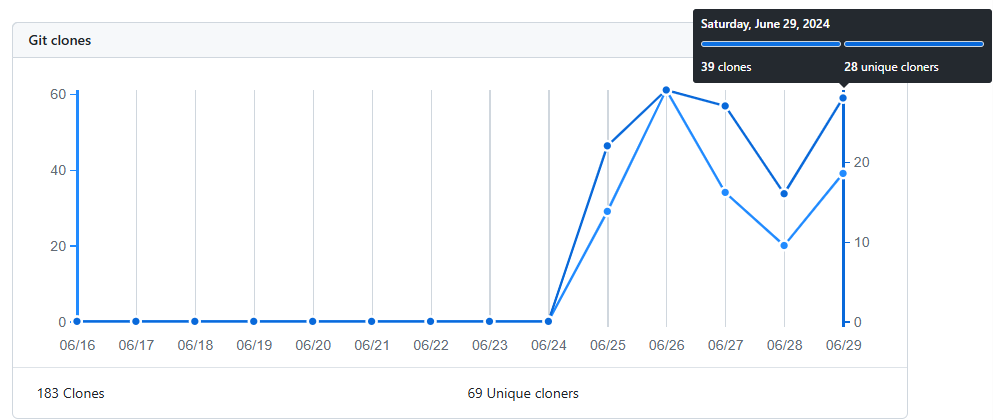 Saturday, June 29, 2024
39 clones 28 unique cloners
Git clones
60
40
20
0
20
10
0
06/16 06/17 06/18 06/19 06/20 06/21 06/22 06/23 06/24 06/25 06/26 06/27 06/28 06/29
183 Clones 69 Unique cloners